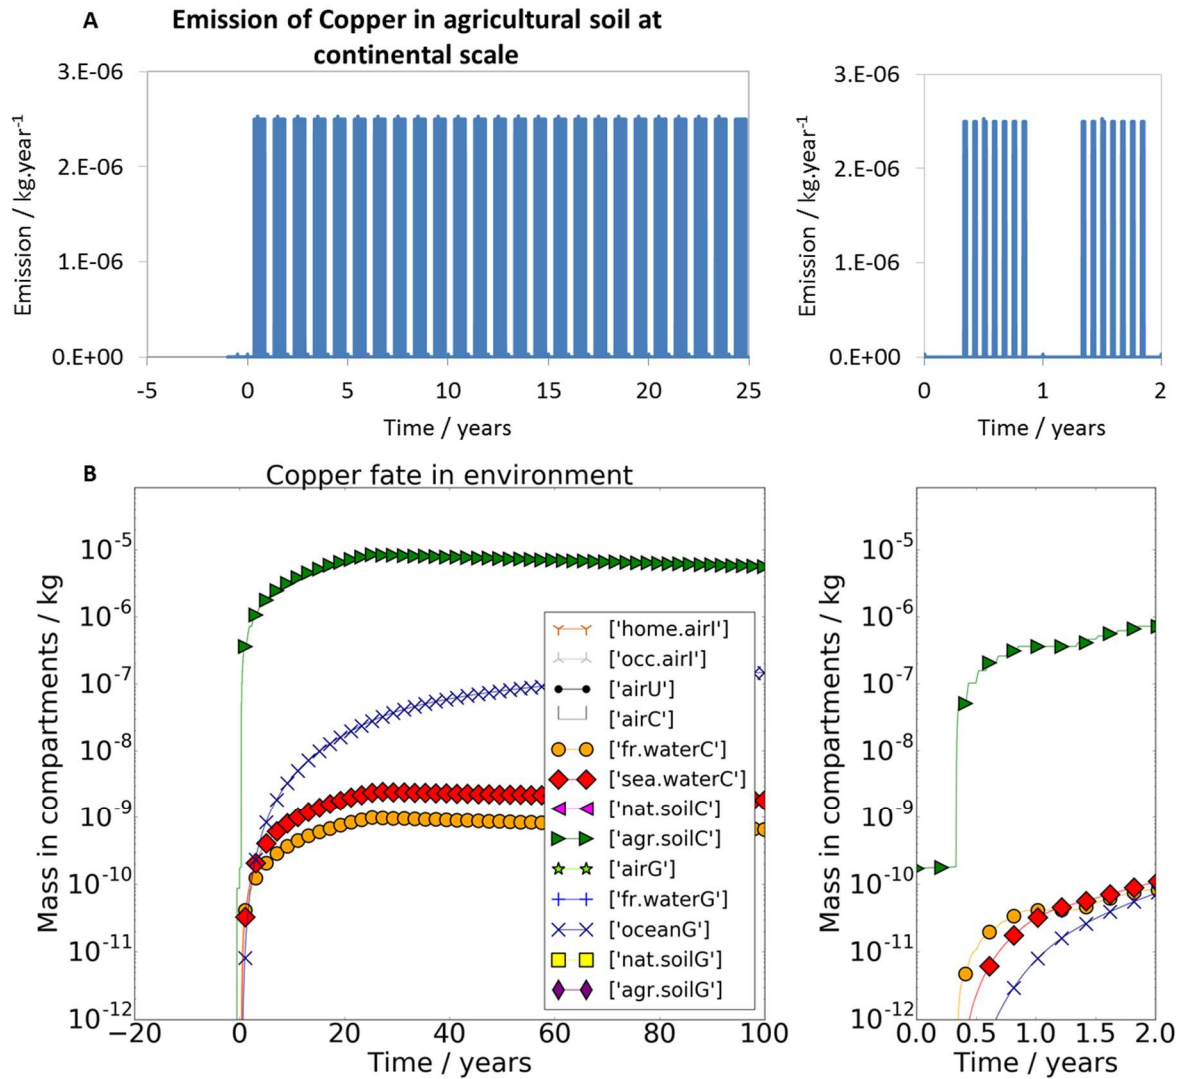 A
Emission of Copper in agricultural soil at
continental scale
Emission / kg.year⁻¹
3.E-06
2.E-06
1.E-06
0.E+00
-5 0 5 10 15 20 25
Time / years
Emission / kg.year⁻¹
3.E-06
2.E-06
1.E-06
0.E+00
0 1 2
Time / years
B
Copper fate in environment
Mass in compartments / kg
10⁻⁵
10⁻⁶
10⁻⁷
10⁻⁸
10⁻⁹
10⁻¹⁰
10⁻¹¹
10⁻¹²
['home.airI']
['occ.airI']
['airU']
['airC']
['fr.waterC']
['sea.waterC']
['nat.soilC']
['agr.soilC']
['airG']
['fr.waterG']
['oceanG']
['nat.soilG']
['agr.soilG']
−20 0 20 40 60 80 100
Time / years
Mass in compartments / kg
10⁻⁵
10⁻⁶
10⁻⁷
10⁻⁸
10⁻⁹
10⁻¹⁰
10⁻¹¹
10⁻¹²
0.0 0.5 1.0 1.5 2.0
Time / years